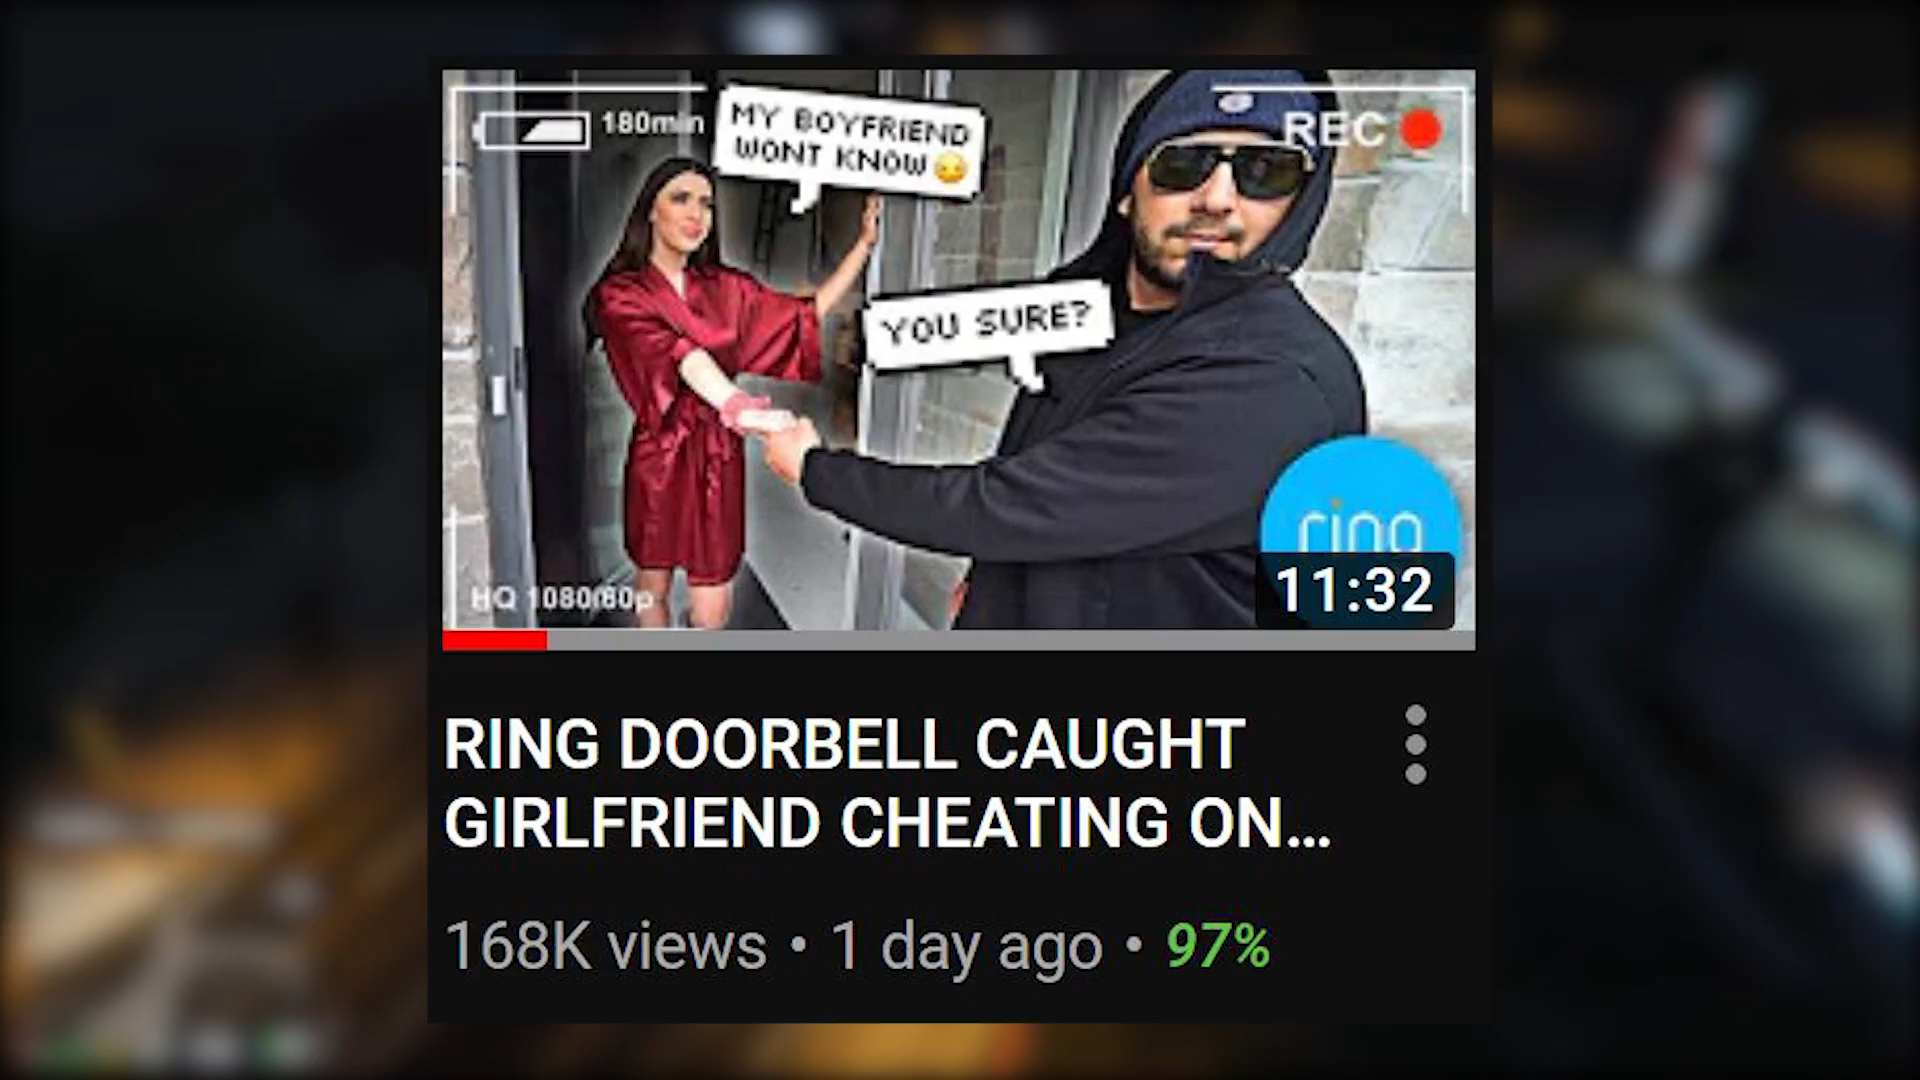 180min
MY BOYFRIEND
WONT KNOW
REC
YOU SURE?
ring
11:32
HQ 1080/60p
RING DOORBELL CAUGHT
GIRLFRIEND CHEATING ON...
168K views • 1 day ago • 97%